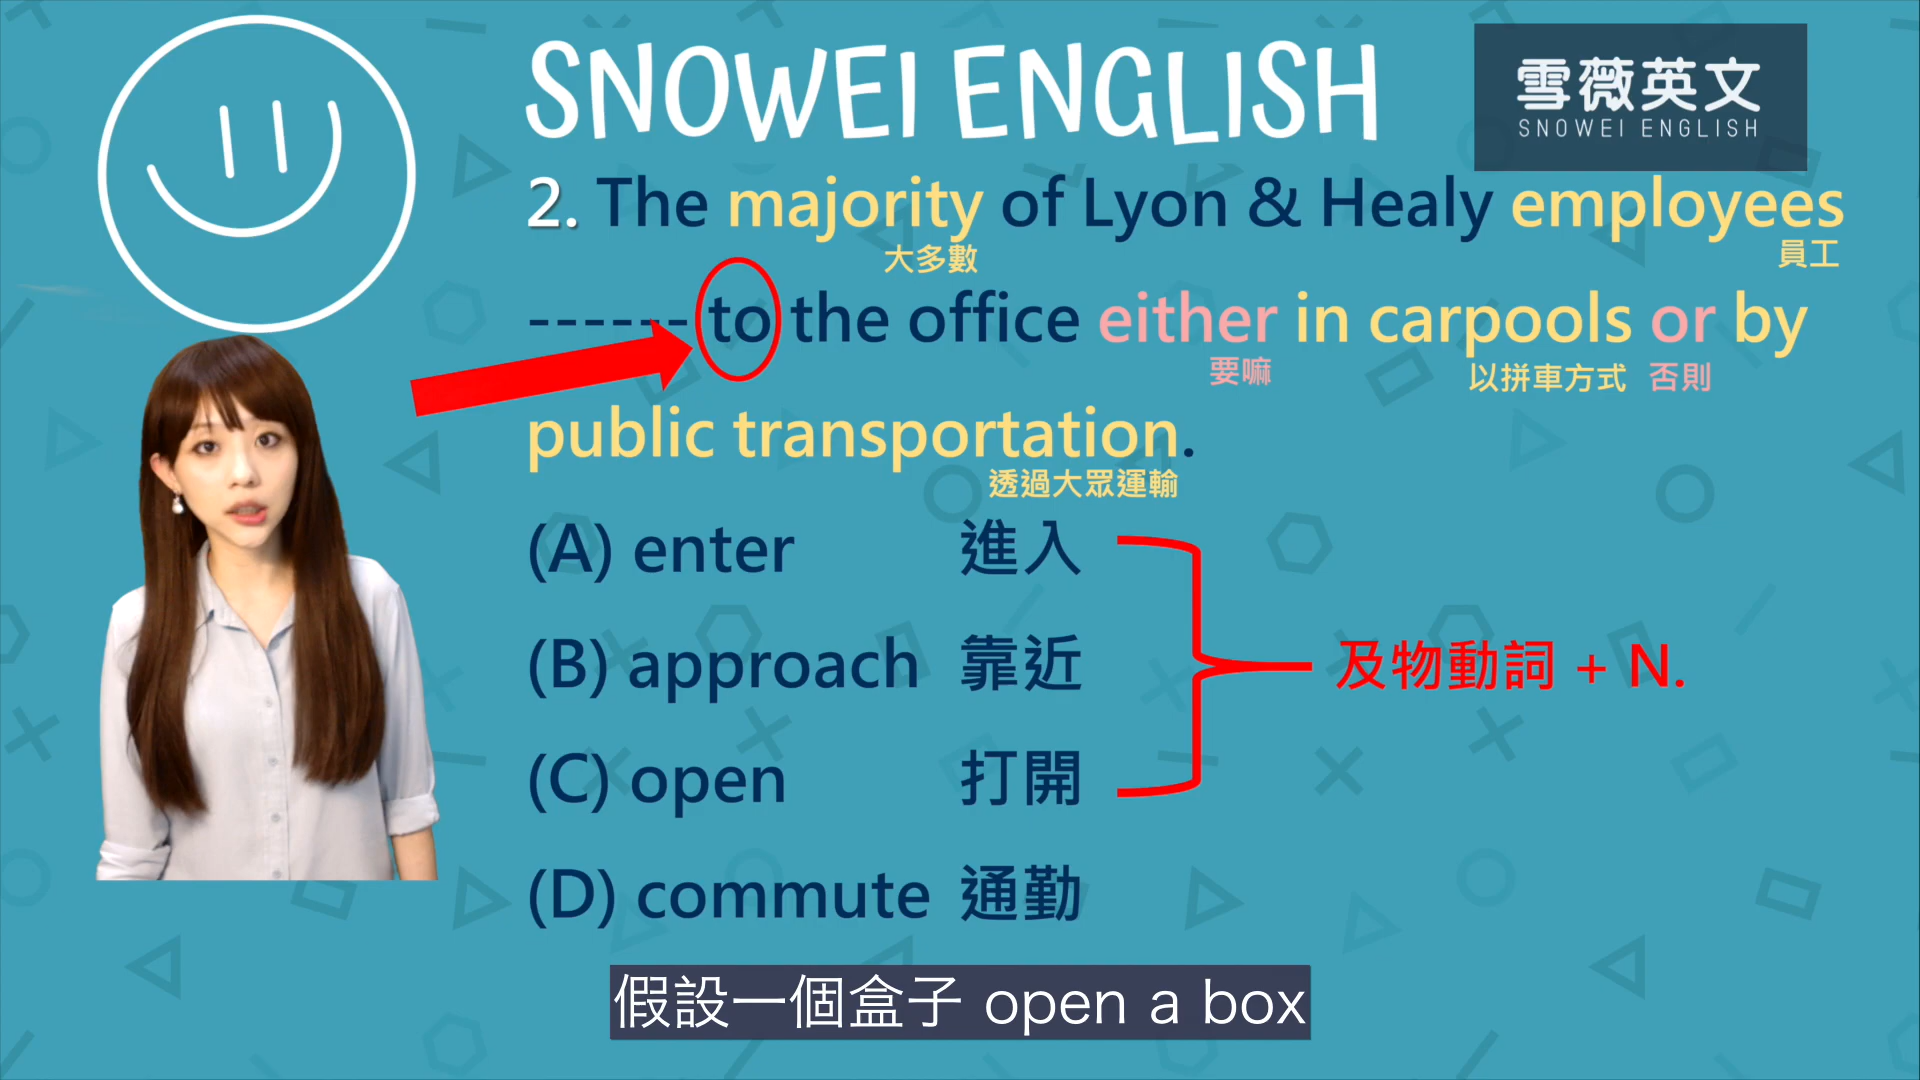 SNOWEI ENGLISH
雪薇英文
SNOWEI ENGLISH
2. The majority of Lyon & Healy employees
大多數
員工
------ to the office either in carpools or by
要嘛
以拼車方式
否則
public transportation.
透過大眾運輸
(A) enter 進入
(B) approach 靠近
及物動詞 + N.
(C) open 打開
(D) commute 通勤
假設一個盒子 open a box